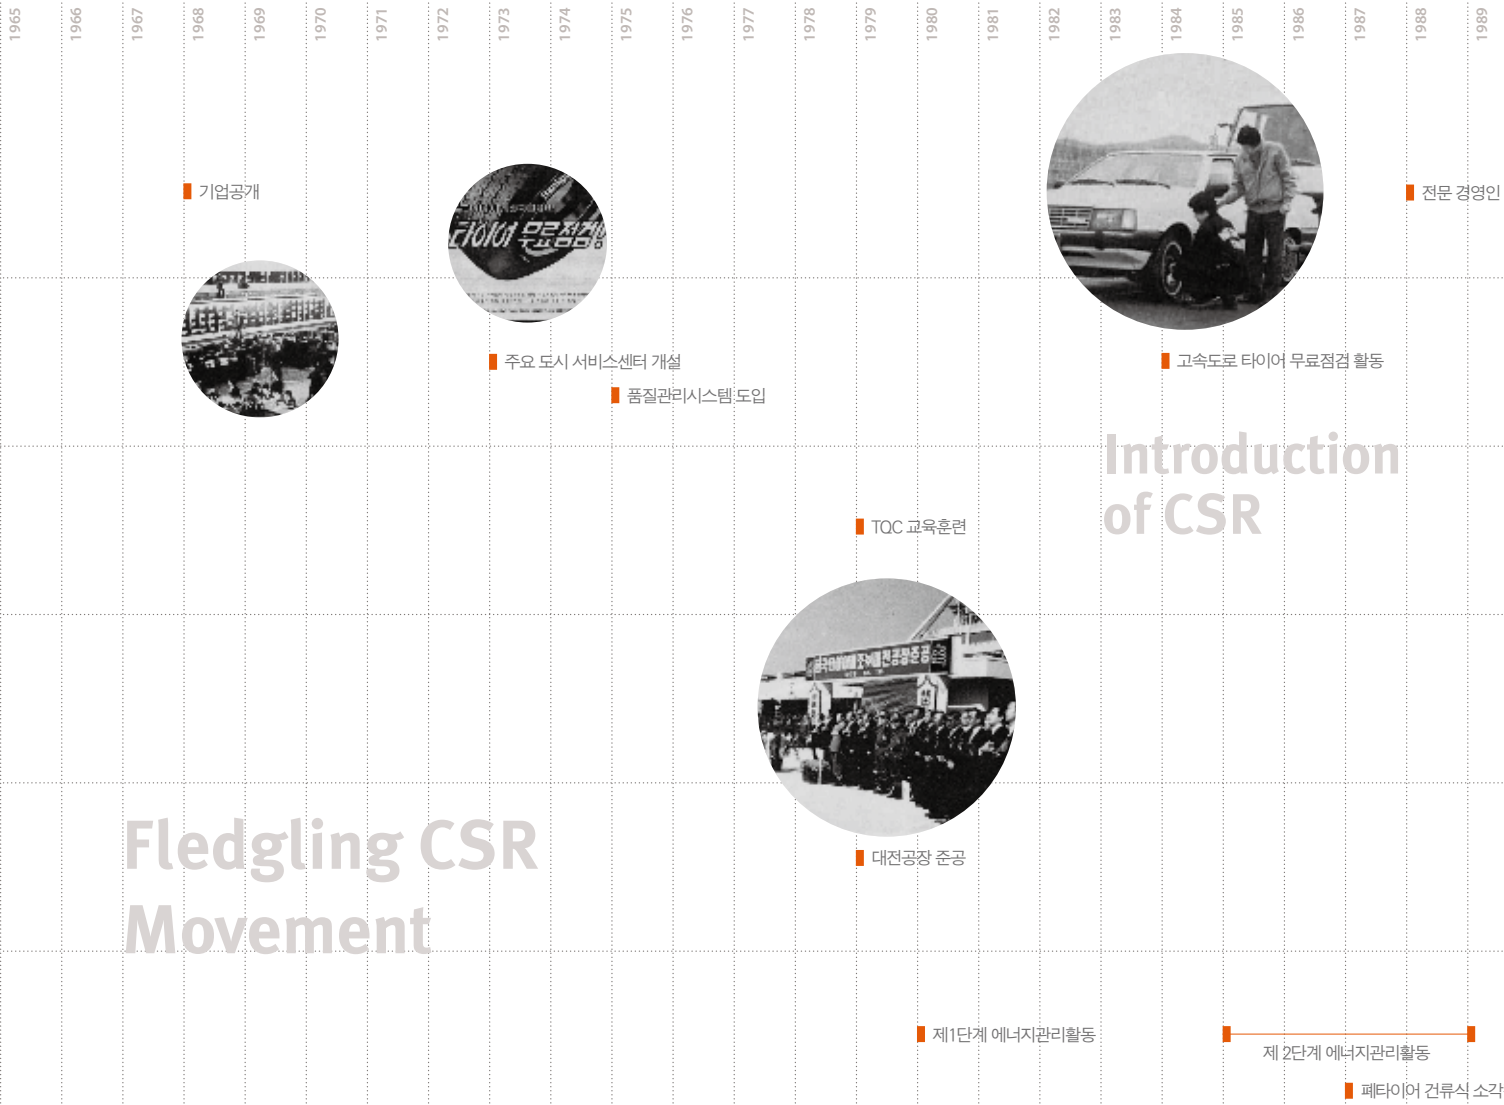 1965 1966 1967 1968 1969 1970 1971 1972 1973 1974 1975 1976 1977 1978 1979 1980 1981 1982 1983 1984 1985 1986 1987 1988 1989
기업공개
전문 경영인
타이어 무료점검!
주요 도시 서비스센터 개설
고속도로 타이어 무료점검 활동
품질관리시스템 도입
Introduction
of CSR
TQC 교육훈련
대전공장 준공
Fledgling CSR
Movement
제1단계 에너지관리활동
제 2단계 에너지관리활동
폐타이어 건류식 소각